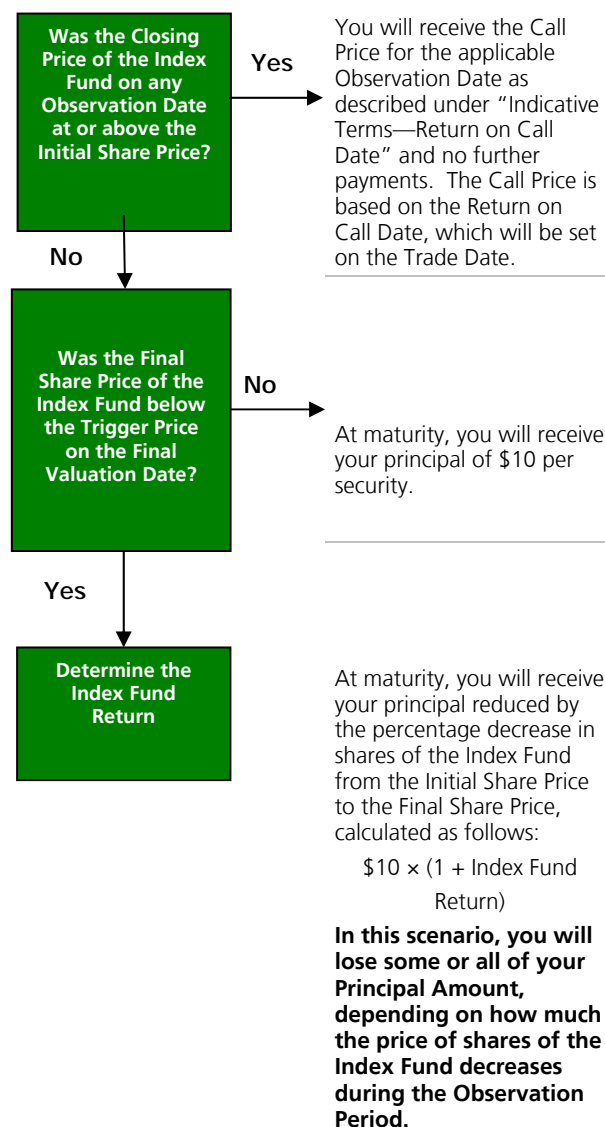 Was the Closing
Price of the Index
Fund on any
Observation Date
at or above the
Initial Share Price?
Yes
You will receive the Call
Price for the applicable
Observation Date as
described under “Indicative
Terms—Return on Call
Date” and no further
payments. The Call Price is
based on the Return on
Call Date, which will be set
on the Trade Date.
No
Was the Final
Share Price of the
Index Fund below
the Trigger Price
on the Final
Valuation Date?
No
At maturity, you will receive
your principal of $10 per
security.
Yes
Determine the
Index Fund
Return
At maturity, you will receive
your principal reduced by
the percentage decrease in
shares of the Index Fund
from the Initial Share Price
to the Final Share Price,
calculated as follows:
$10 × (1 + Index Fund
Return)
In this scenario, you will
lose some or all of your
Principal Amount,
depending on how much
the price of shares of the
Index Fund decreases
during the Observation
Period.